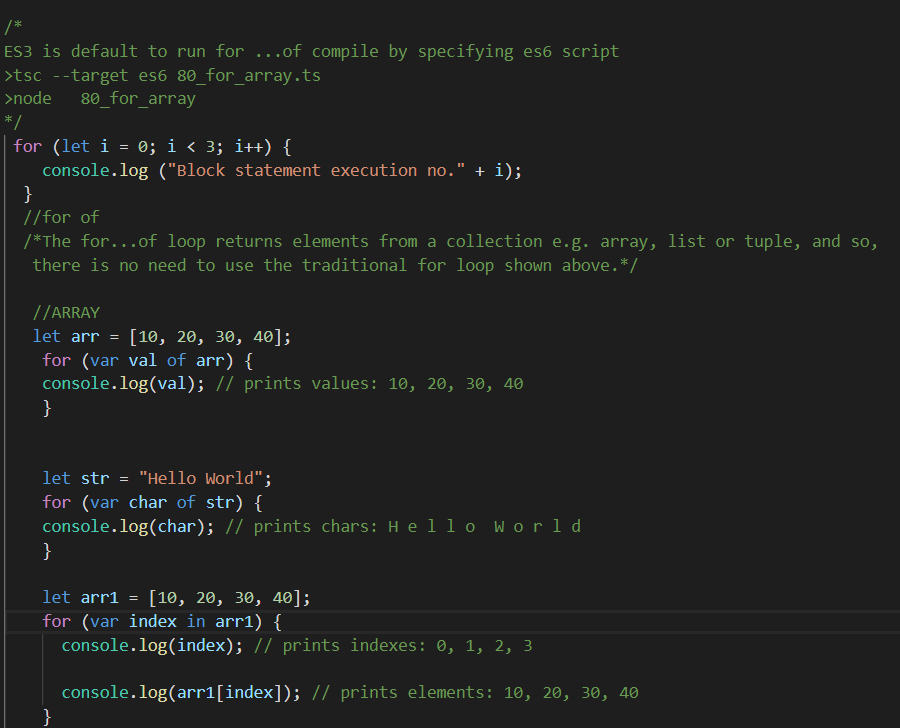 /*
ES3 is default to run for ...of compile by specifying es6 script
>tsc --target es6 80_for_array.ts
>node   80_for_array
*/
for (let i = 0; i < 3; i++) {
console.log ("Block statement execution no." + i);
}
//for of
/*The for...of loop returns elements from a collection e.g. array, list or tuple, and so,
there is no need to use the traditional for loop shown above.*/
//ARRAY
let arr = [10, 20, 30, 40];
for (var val of arr) {
console.log(val); // prints values: 10, 20, 30, 40
}
let str = "Hello World";
for (var char of str) {
console.log(char); // prints chars: H e l l o  W o r l d
}
let arr1 = [10, 20, 30, 40];
for (var index in arr1) {
console.log(index); // prints indexes: 0, 1, 2, 3
console.log(arr1[index]); // prints elements: 10, 20, 30, 40
}